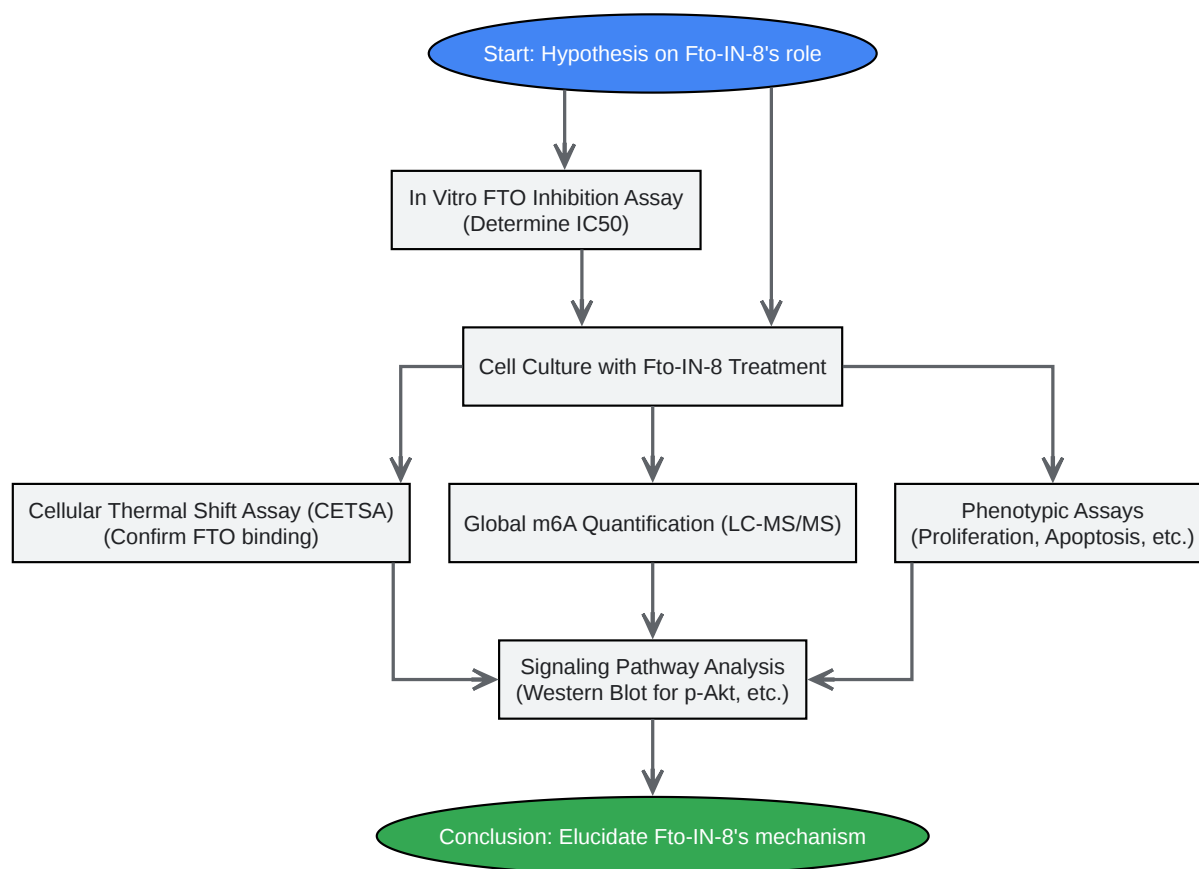 Start: Hypothesis on Fto-IN-8's role
In Vitro FTO Inhibition Assay
(Determine IC50)
Cell Culture with Fto-IN-8 Treatment
Cellular Thermal Shift Assay (CETSA)
(Confirm FTO binding)
Global m6A Quantification (LC-MS/MS)
Phenotypic Assays
(Proliferation, Apoptosis, etc.)
Signaling Pathway Analysis
(Western Blot for p-Akt, etc.)
Conclusion: Elucidate Fto-IN-8's mechanism